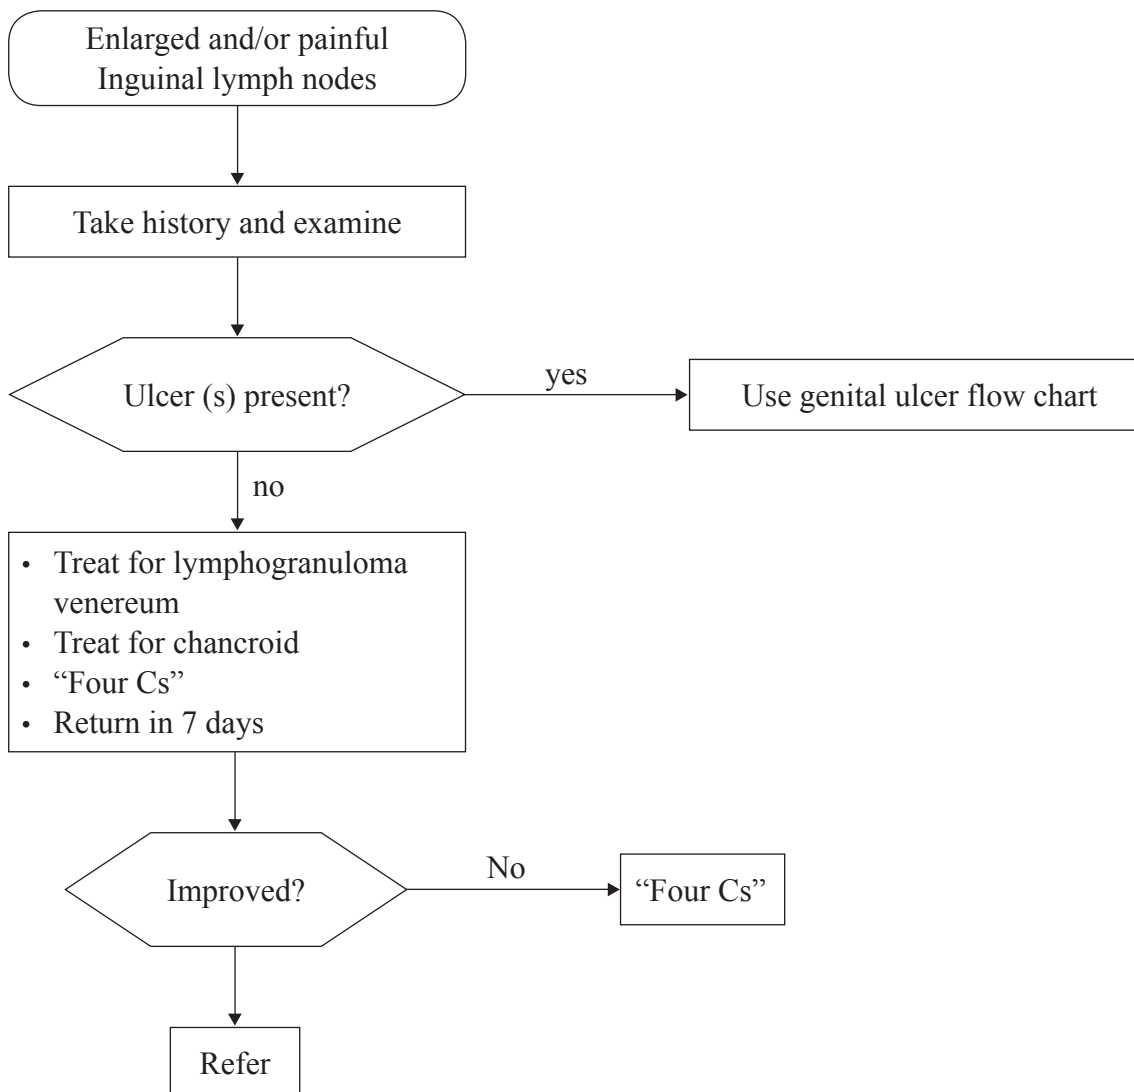 Enlarged and/or painful
Inguinal lymph nodes
Take history and examine
Ulcer (s) present?
yes
Use genital ulcer flow chart
no
• Treat for lymphogranuloma
venereum
• Treat for chancroid
• “Four Cs”
• Return in 7 days
Improved?
No
“Four Cs”
Refer